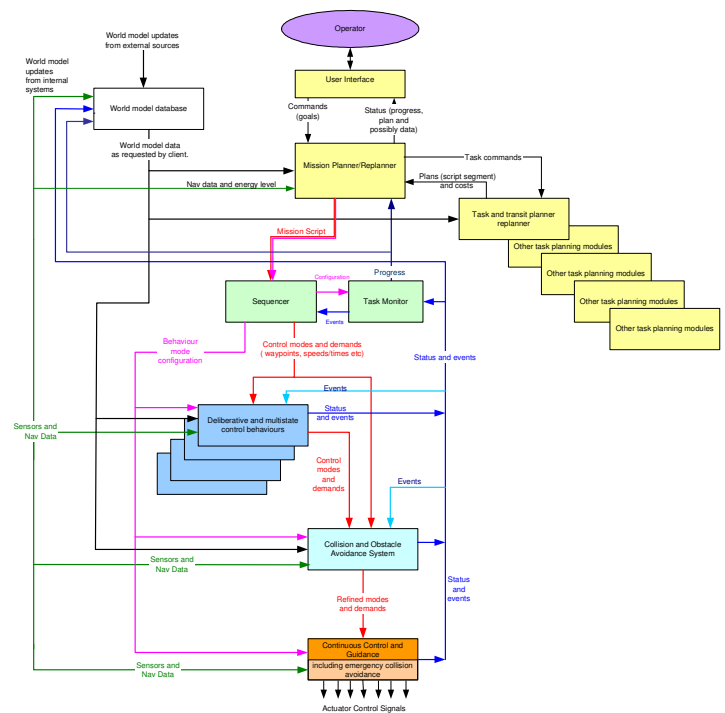 Operator
World model updates
from external sources
World model
updates
from internal
systems
User Interface
World model database
Commands
(goals)
Status (progress,
plan and
possibly data)
World model data
as requested by client.
Mission Planner/Replanner
Task commands
Plans (script segment)
and costs
Nav data and energy level
Task and transit planner
replanner
Mission Script
Other task planning modules
Other task planning modules
Other task planning modules
Other task planning modules
Progress
Configuration
Sequencer
Task Monitor
Events
Behaviour
mode
configuration
Control modes and demands
( waypoints, speeds/times etc)
Status and events
Events
Status
and events
Deliberative and multistate
control behaviours
Sensors and
Nav Data
Control
modes
and
demands
Events
Collision and Obstacle
Avoidance System
Sensors and
Nav Data
Status
and
events
Refined modes
and demands
Continuous Control and
Guidance
including emergency collision
avoidance
Sensors and
Nav Data
Actuator Control Signals